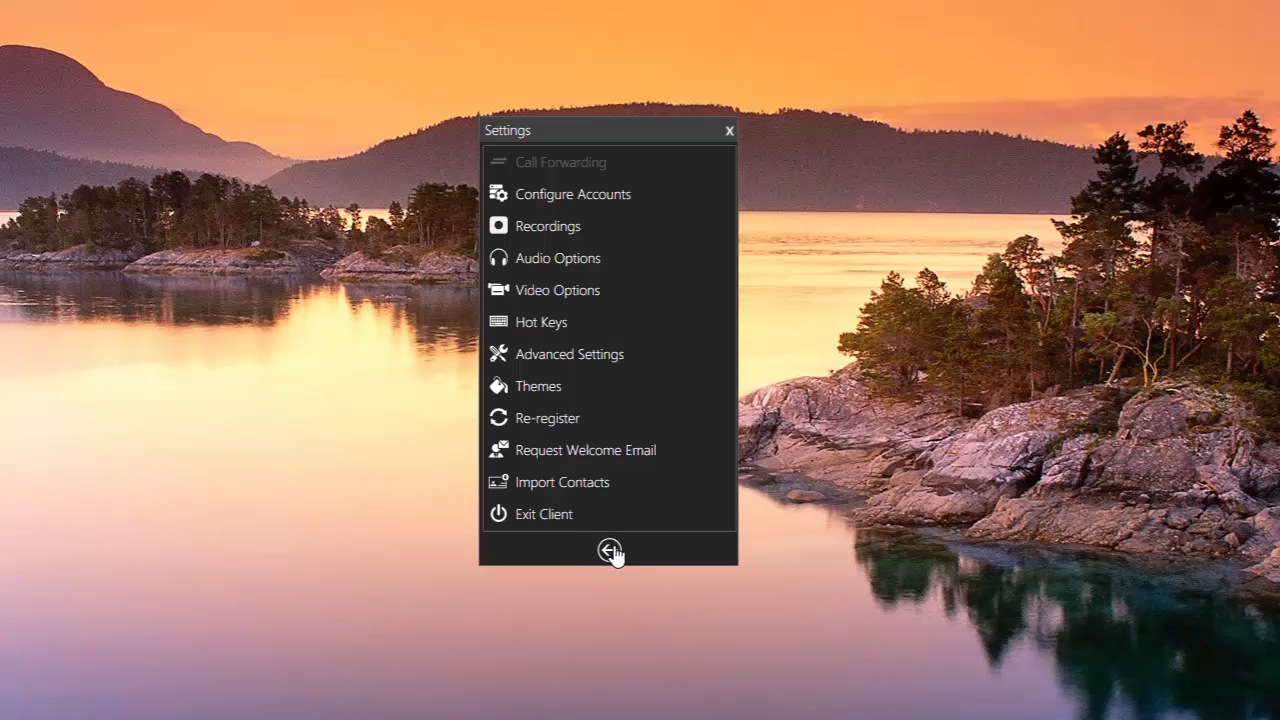 Settings
x
Call Forwarding
Configure Accounts
Recordings
Audio Options
Video Options
Hot Keys
Advanced Settings
Themes
Re-register
Request Welcome Email
Import Contacts
Exit Client